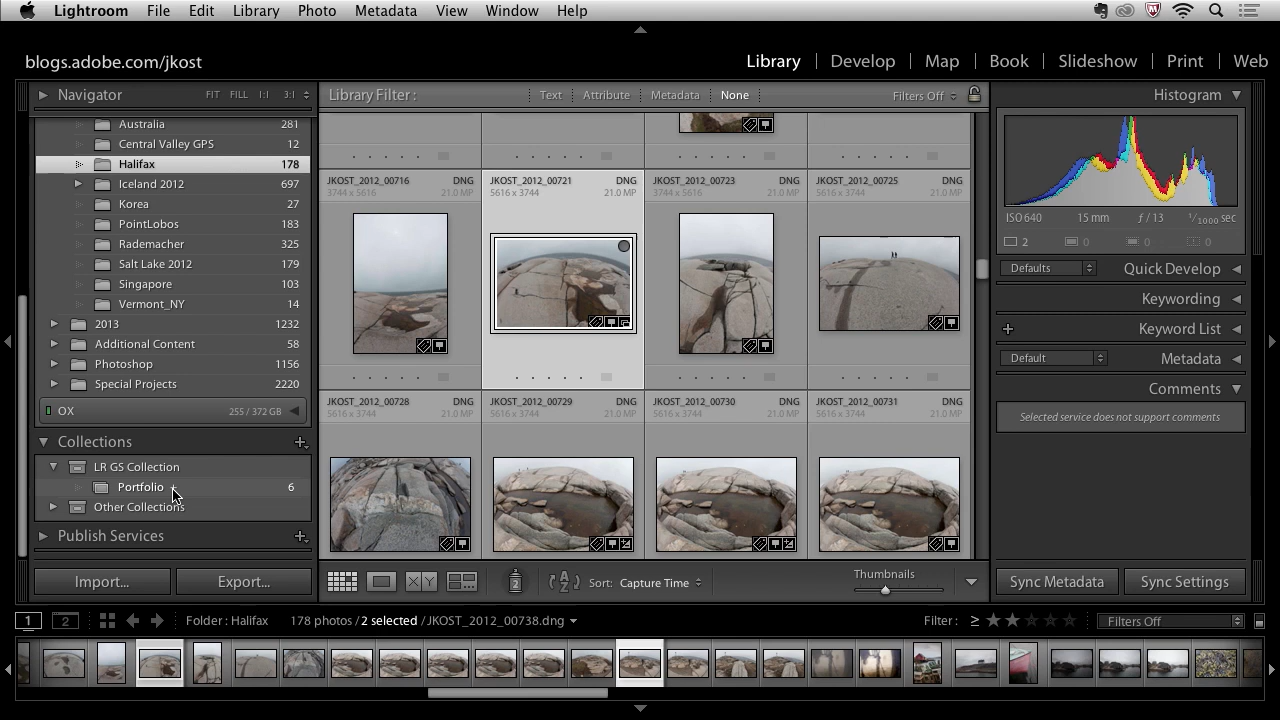 Lightroom File Edit Library Photo Metadata View Window Help
blogs.adobe.com/jkost
Library | Develop | Map | Book | Slideshow | Print | Web
Navigator FIT FILL 1:1 3:1
Australia 281
Central Valley GPS 12
Halifax 178
Iceland 2012 697
Korea 27
PointLobos 183
Rademacher 325
Salt Lake 2012 179
Singapore 103
Vermont_NY 14
2013 1232
Additional Content 58
Photoshop 1156
Special Projects 2220
OX 255 / 372 GB
Collections
LR GS Collection
Portfolio + 6
Other Collections
Publish Services
Import... Export...
Library Filter : Text | Attribute | Metadata | None Filters Off
JKOST_2012_00716 DNG
3744 x 5616 21.0 MP
JKOST_2012_00721 DNG
5616 x 3744 21.0 MP
JKOST_2012_00723 DNG
3744 x 5616 21.0 MP
JKOST_2012_00725 DNG
5616 x 3744 21.0 MP
JKOST_2012_00728 DNG
5616 x 3744 21.0 MP
JKOST_2012_00729 DNG
5616 x 3744 21.0 MP
JKOST_2012_00730 DNG
5616 x 3744 21.0 MP
JKOST_2012_00731 DNG
5616 x 3744 21.0 MP
XY 2 AZ Sort: Capture Time Thumbnails
Histogram
ISO 640 15 mm ƒ / 13 1/1000 sec
2 0 0 0
Defaults Quick Develop
Keywording
+ Keyword List
Default Metadata
Comments
Selected service does not support comments
Sync Metadata Sync Settings
1 2 Folder : Halifax 178 photos / 2 selected / JKOST_2012_00738.dng Filter : ≥ ★★★★★ Filters Off